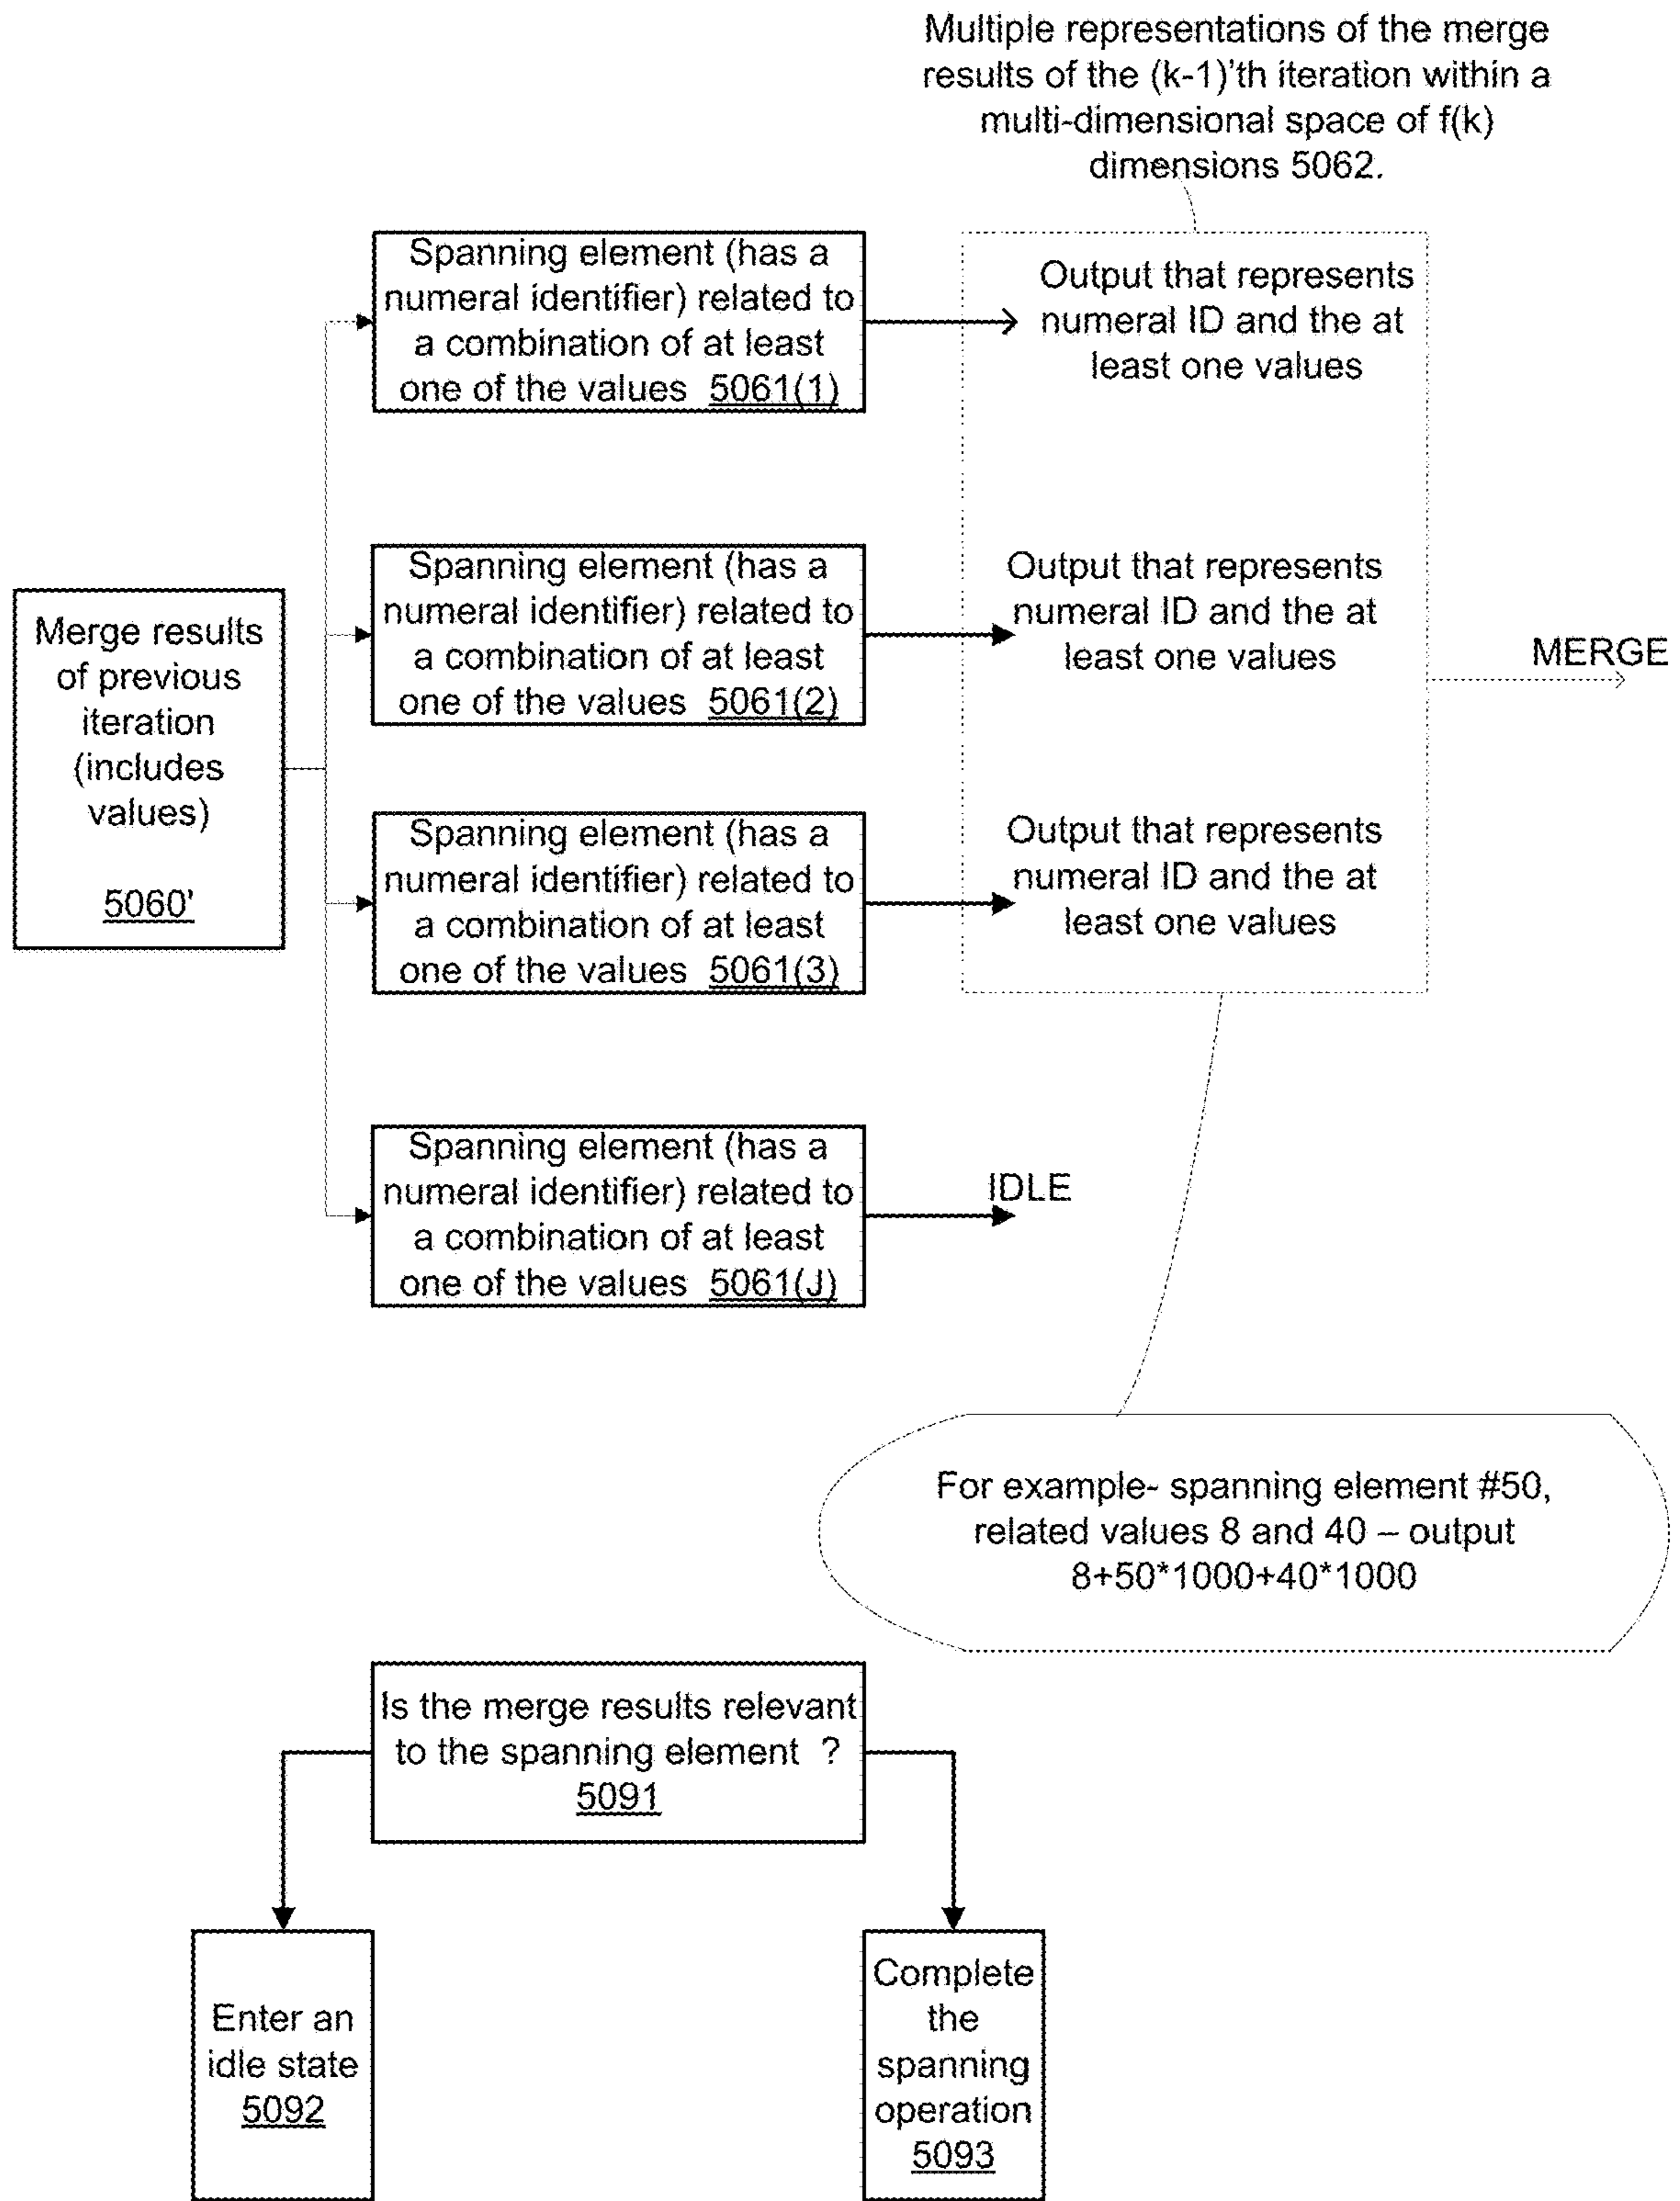 Multiple representations of the merge
results of the (k-1)'th iteration within a
multi-dimensional space of f(k)
dimensions 5062.
Spanning element (has a
numeral identifier) related to
a combination of at least
one of the values 5061(1)
Output that represents
numeral ID and the at
least one values
Merge results
of previous
iteration
(includes
values)
5060'
Spanning element (has a
numeral identifier) related to
a combination of at least
one of the values 5061(2)
Output that represents
numeral ID and the at
least one values
MERGE
Spanning element (has a
numeral identifier) related to
a combination of at least
one of the values 5061(3)
Output that represents
numeral ID and the at
least one values
Spanning element (has a
numeral identifier) related to
a combination of at least
one of the values 5061(J)
IDLE
For example- spanning element #50,
related values 8 and 40 – output
8+50*1000+40*1000
Is the merge results relevant
to the spanning element ?
5091
Enter an
idle state
5092
Complete
the
spanning
operation
5093